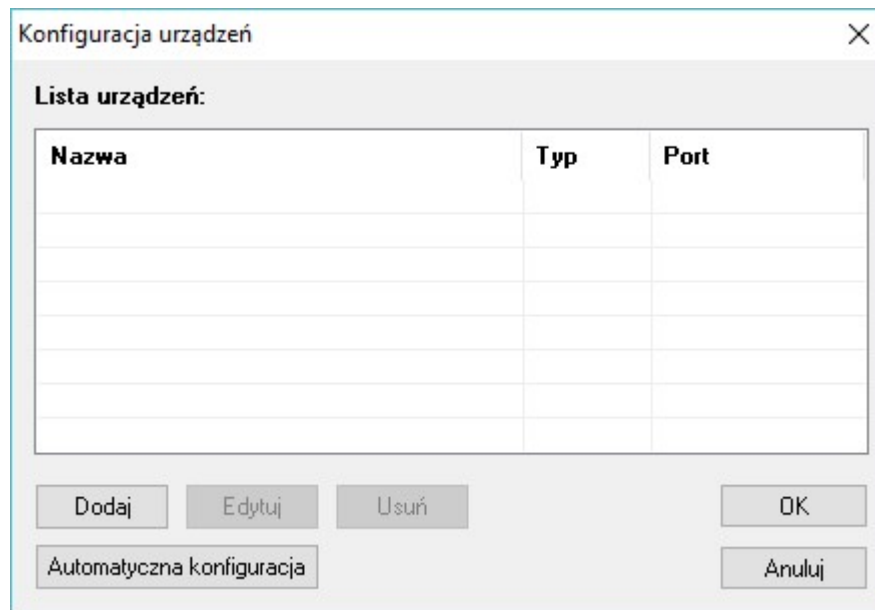 Konfiguracja urządzeń
Lista urządzeń:
Nazwa Typ Port
Dodaj Edytuj Usuń OK
Automatyczna konfiguracja Anuluj